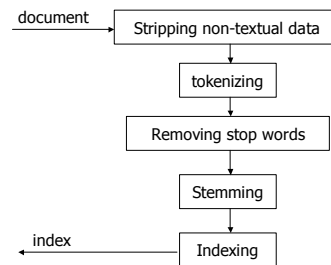 document
Stripping non-textual data
tokenizing
Removing stop words
Stemming
index
Indexing